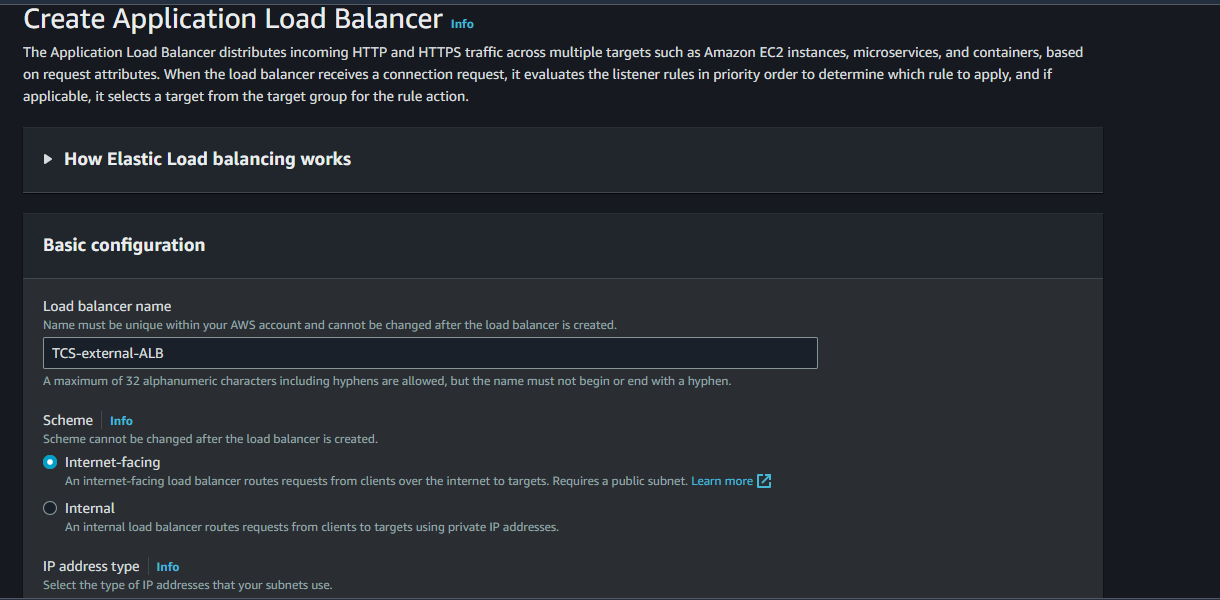 Create Application Load Balancer Info
The Application Load Balancer distributes incoming HTTP and HTTPS traffic across multiple targets such as Amazon EC2 instances, microservices, and containers, based
on request attributes. When the load balancer receives a connection request, it evaluates the listener rules in priority order to determine which rule to apply, and if
applicable, it selects a target from the target group for the rule action.
How Elastic Load balancing works
Basic configuration
Load balancer name
Name must be unique within your AWS account and cannot be changed after the load balancer is created.
TCS-external-ALB
A maximum of 32 alphanumeric characters including hyphens are allowed, but the name must not begin or end with a hyphen.
Scheme Info
Scheme cannot be changed after the load balancer is created.
Internet-facing
An internet-facing load balancer routes requests from clients over the internet to targets. Requires a public subnet. Learn more
Internal
An internal load balancer routes requests from clients to targets using private IP addresses.
IP address type Info
Select the type of IP addresses that your subnets use.